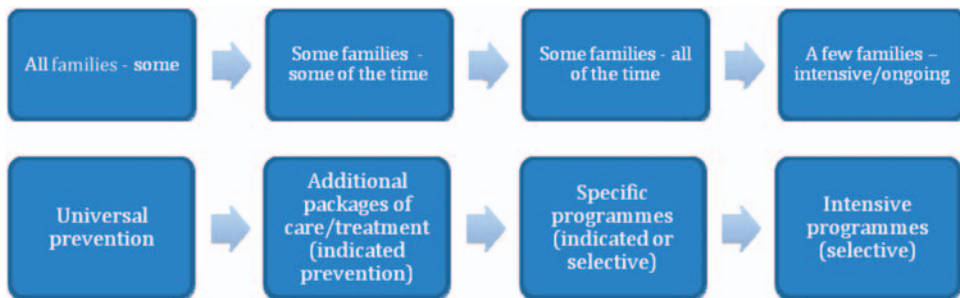 All families - some
Some families -
some of the time
Some families - all
of the time
A few families –
intensive/ongoing
Universal
prevention
Additional
packages of
care/treatment
(indicated
prevention)
Specific
programmes
(indicated or
selective)
Intensive
programmes
(selective)